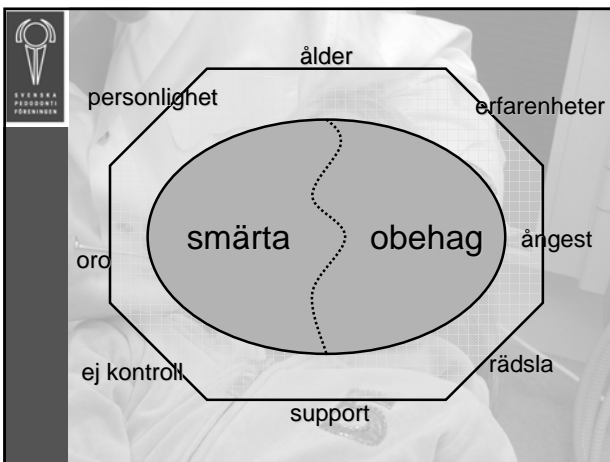 SVENSKA
PEDODONTI
FÖRENINGEN
ålder
personlighet
erfarenheter
smärta obehag
ångest
oro
ej kontroll
rädsla
support